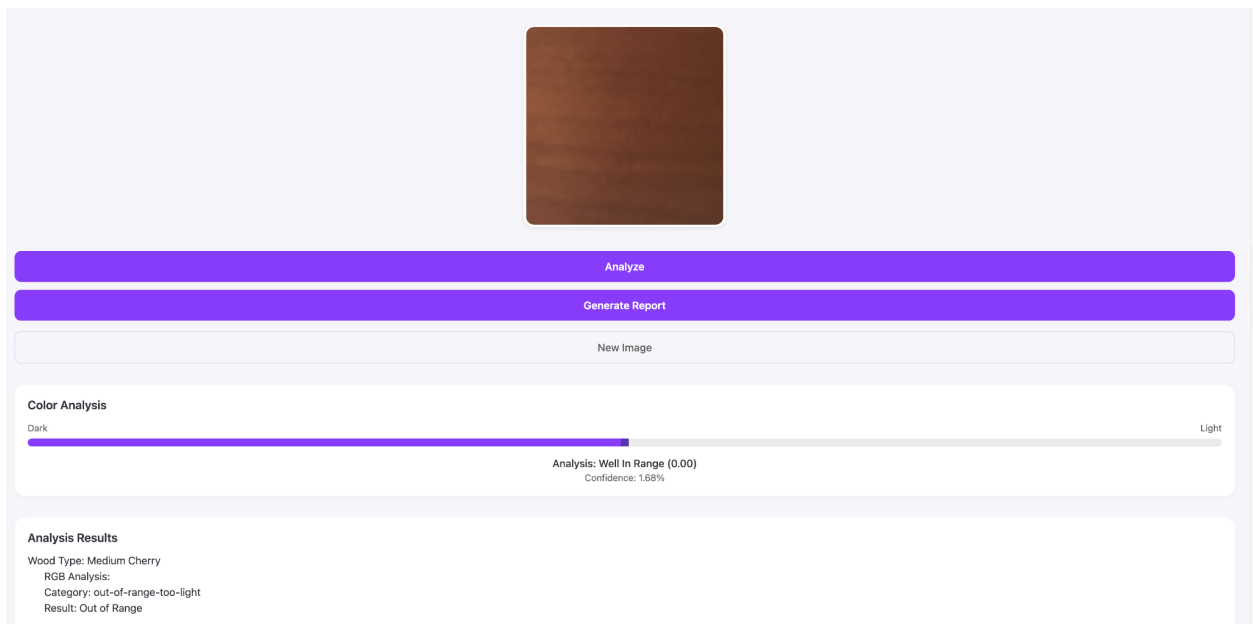 Analyze
Generate Report
New Image
Color Analysis
Dark
Light
Analysis: Well In Range (0.00)
Confidence: 1.68%
Analysis Results
Wood Type: Medium Cherry
RGB Analysis:
Category: out-of-range-too-light
Result: Out of Range